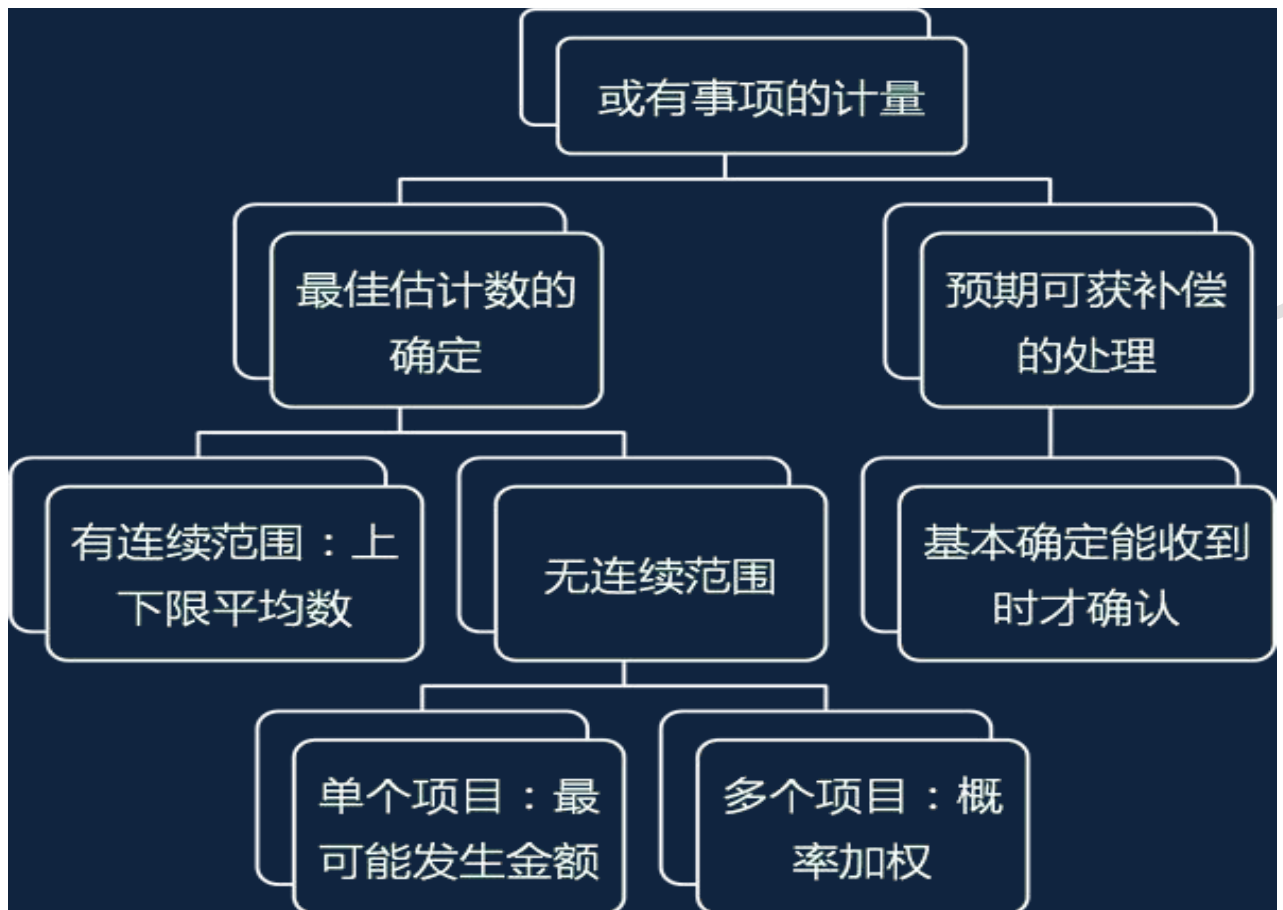 或有事项的计量
最佳估计数的
确定
预期可获补偿
的处理
有连续范围：上
下限平均数
无连续范围
基本确定能收到
时才确认
单个项目：最
可能发生金额
多个项目：概
率加权